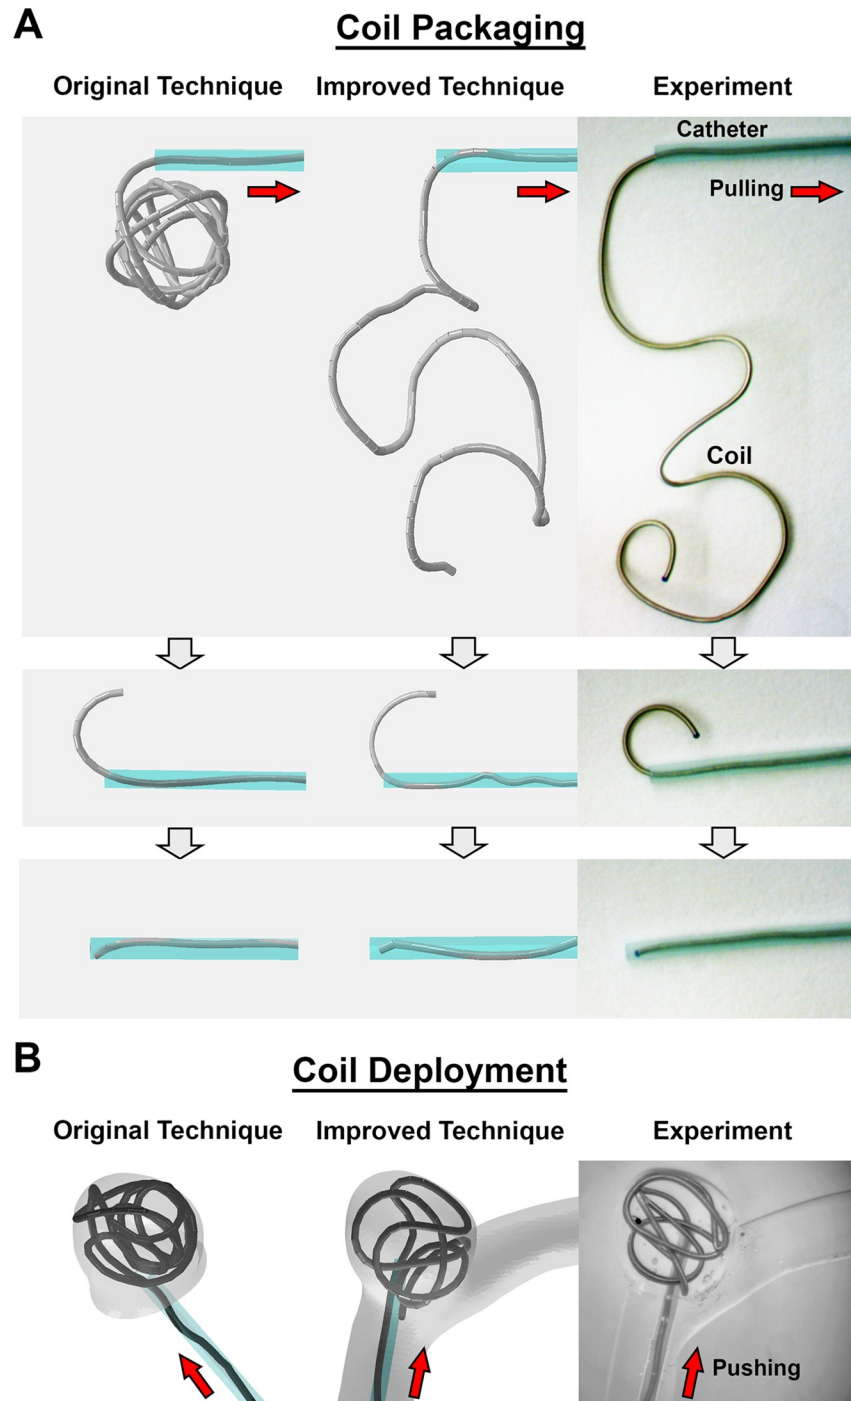 A
Coil Packaging
Original Technique
Improved Technique
Experiment
Catheter
Pulling
Coil
B
Coil Deployment
Original Technique
Improved Technique
Experiment
Pushing